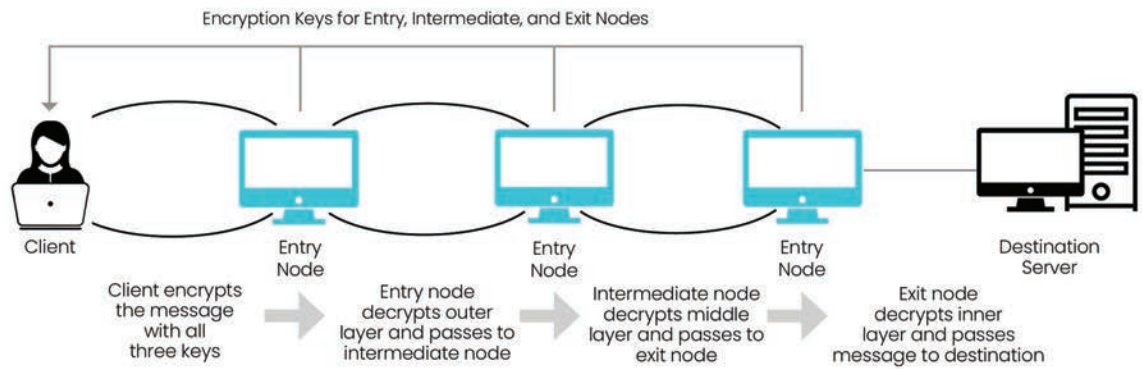 Encryption Keys for Entry, Intermediate, and Exit Nodes
Client
Entry
Node
Entry
Node
Entry
Node
Destination
Server
Client encrypts
the message
with all
three keys
Entry node
decrypts outer
layer and passes to
intermediate node
Intermediate node
decrypts middle
layer and passes to
exit node
Exit node
decrypts inner
layer and passes
message to destination